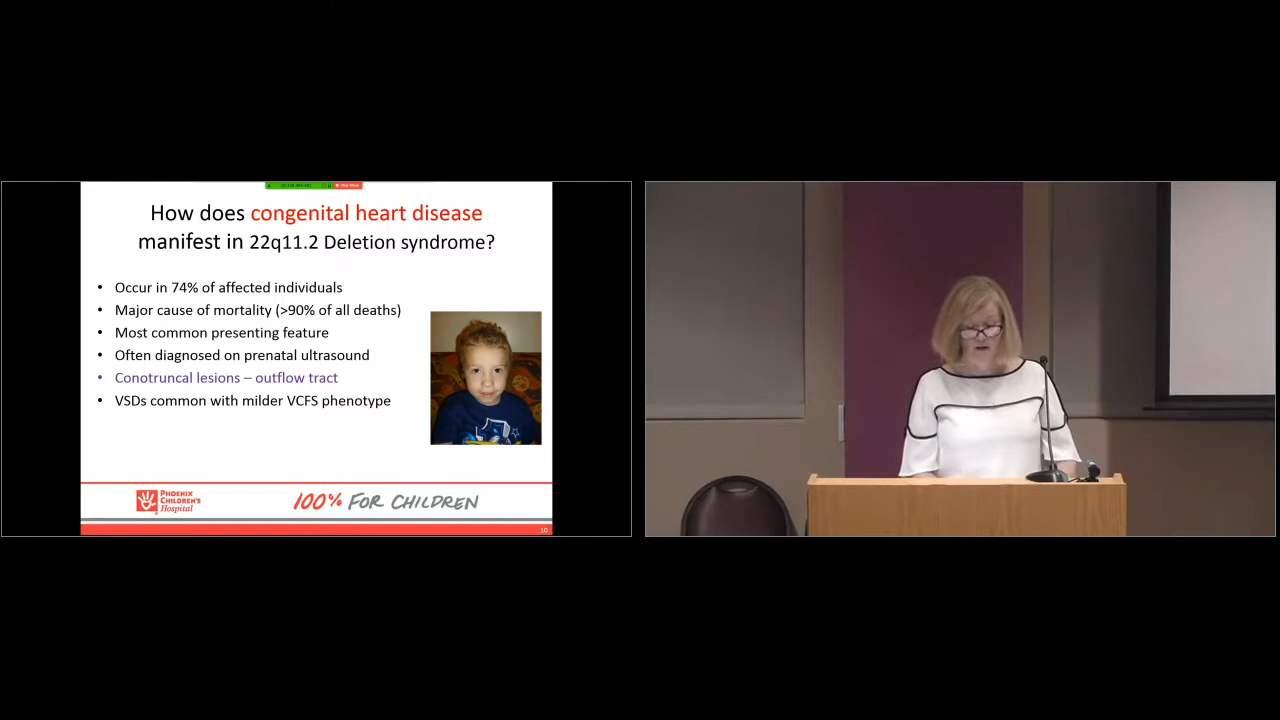 How does congenital heart disease
manifest in 22q11.2 Deletion syndrome?
• Occur in 74% of affected individuals
• Major cause of mortality (>90% of all deaths)
• Most common presenting feature
• Often diagnosed on prenatal ultrasound
• Conotruncal lesions – outflow tract
• VSDs common with milder VCFS phenotype
PHOENIX
CHILDREN'S
Hospital
100% FOR CHILDREN
10